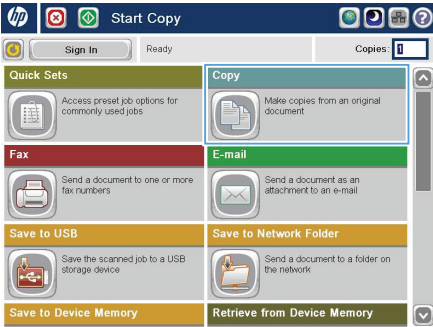 hp
Start Copy
?
Sign In
Ready
Copies: 1
Quick Sets
Access preset job options for
commonly used jobs
Copy
Make copies from an original
document
Fax
Send a document to one or more
fax numbers
E-mail
Send a document as an
attachment to an e-mail
Save to USB
Save the scanned job to a USB
storage device
Save to Network Folder
Send a document to a folder on
the network
Save to Device Memory
Retrieve from Device Memory